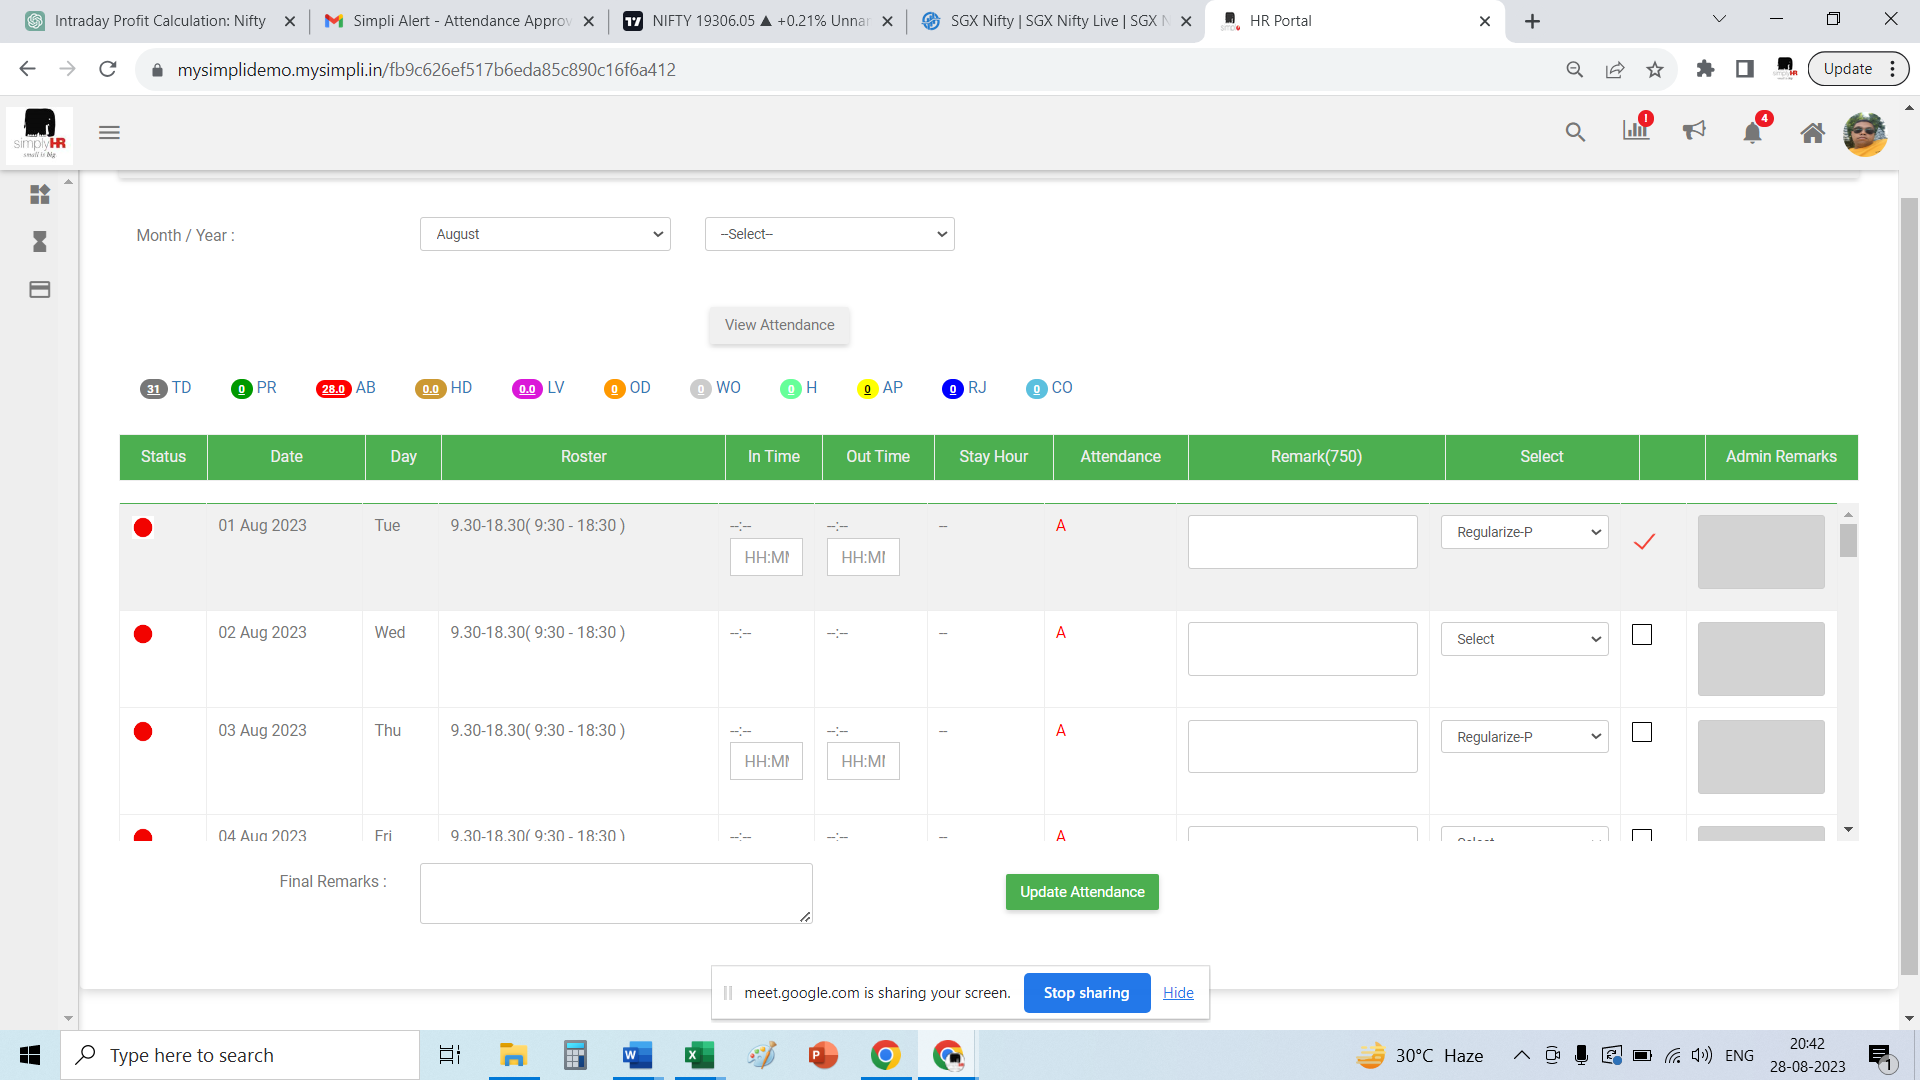 Intraday Profit Calculation: Nifty
Simpli Alert - Attendance Approv
NIFTY 19306.05 ▲ +0.21% Unnar
SGX Nifty | SGX Nifty Live | SGX N
HR Portal
mysimplidemo.mysimpli.in/fb9c626ef517b6eda85c890c16f6a412
Update
simplyHR
small is big
1
4
Month / Year :
August
--Select--
View Attendance
31 TD 0 PR 28.0 AB 0.0 HD 0.0 LV 0 OD 0 WO 0 H 0 AP 0 RJ 0 CO
Status Date Day Roster In Time Out Time Stay Hour Attendance Remark(750) Select Admin Remarks
01 Aug 2023 Tue 9.30-18.30( 9:30 - 18:30 ) --:-- --:-- -- A Regularize-P
HH:MM HH:MM
02 Aug 2023 Wed 9.30-18.30( 9:30 - 18:30 ) --:-- --:-- -- A Select
03 Aug 2023 Thu 9.30-18.30( 9:30 - 18:30 ) --:-- --:-- -- A Regularize-P
HH:MM HH:MM
04 Aug 2023 Fri 9.30-18.30( 9:30 - 18:30 ) --:-- --:-- -- A Select
Final Remarks :
Update Attendance
meet.google.com is sharing your screen. Stop sharing Hide
Type here to search
30°C Haze
ENG
20:42
28-08-2023
1